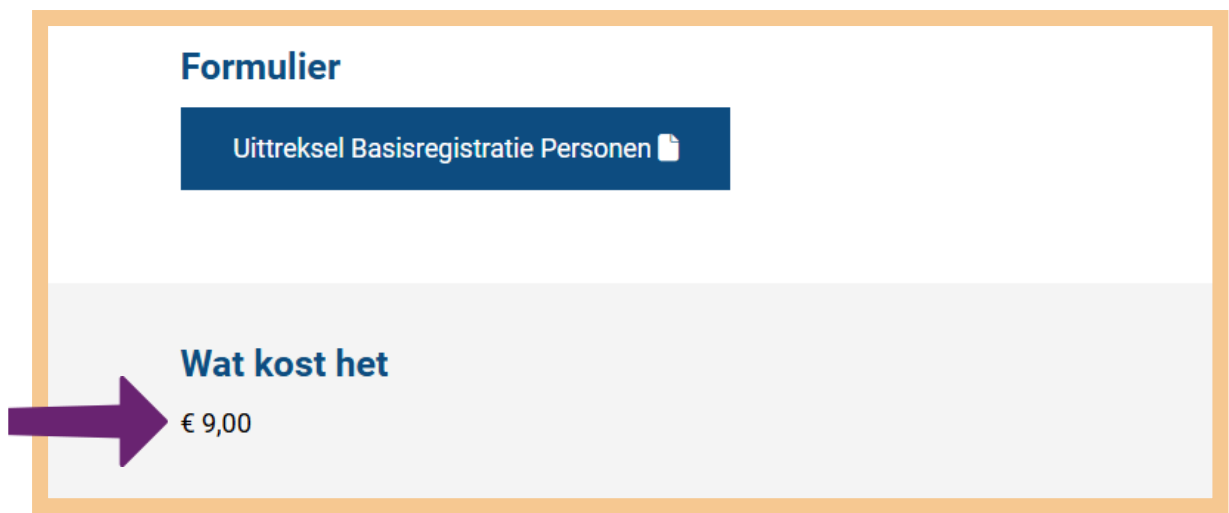 Formulier
Uittreksel Basisregistratie Personen
Wat kost het
€ 9,00